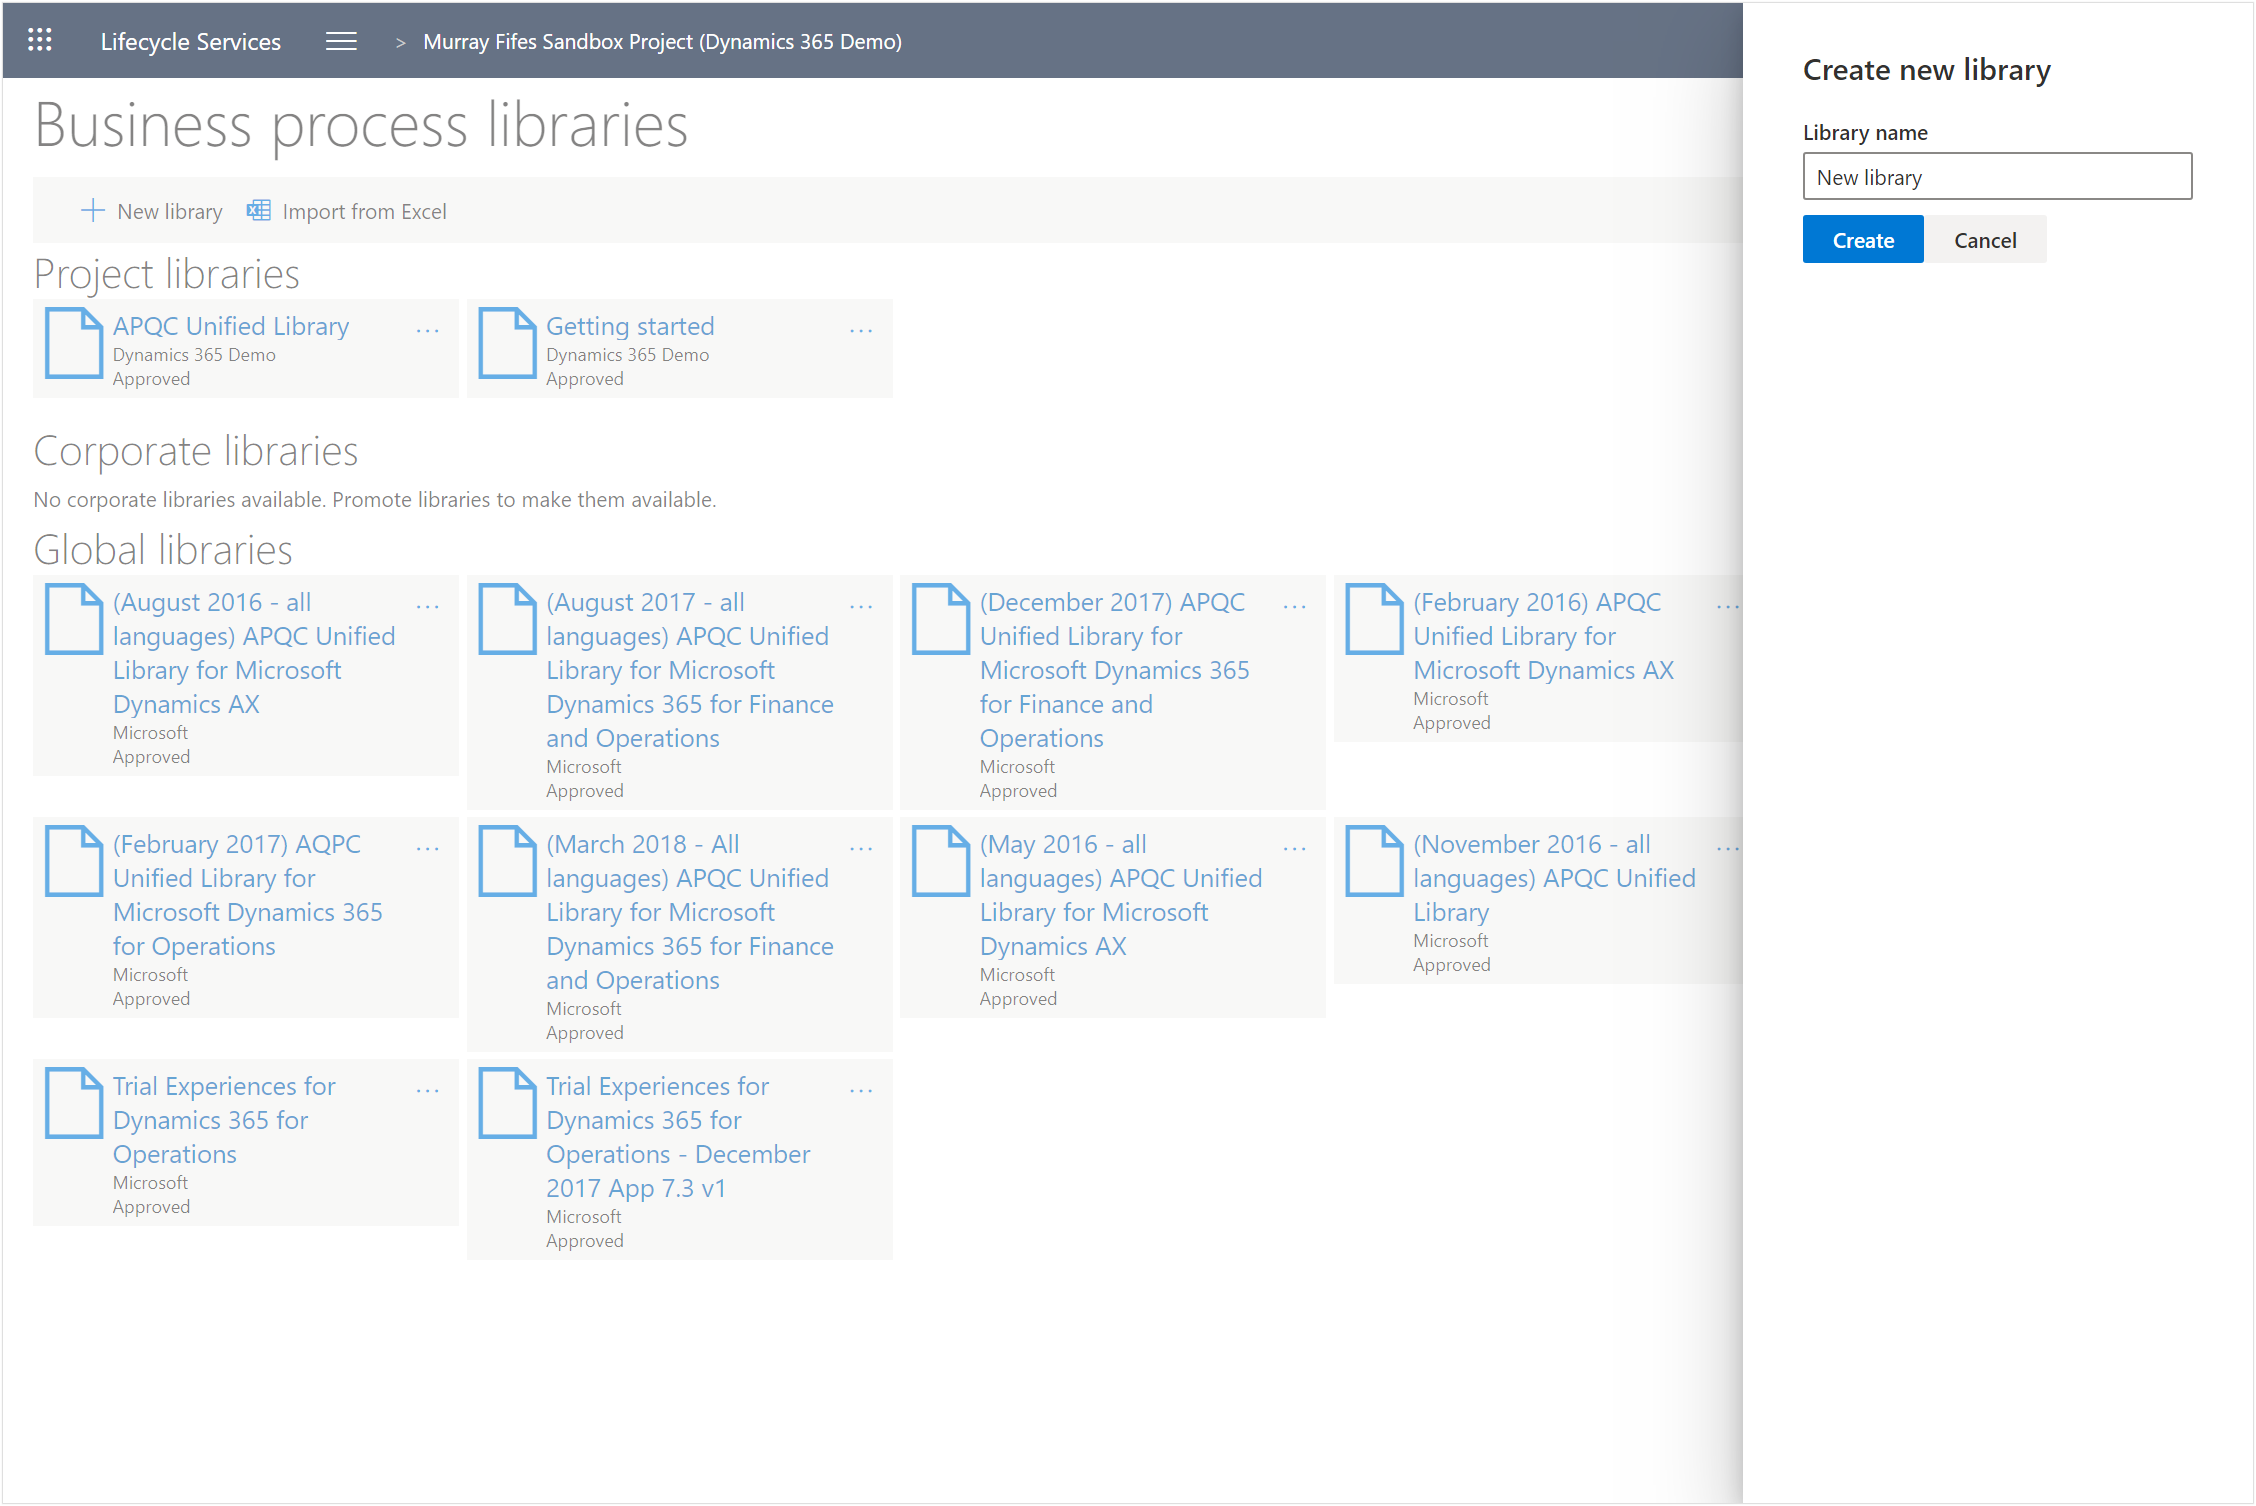 Lifecycle Services > Murray Fifes Sandbox Project (Dynamics 365 Demo)
Business process libraries
New library Import from Excel
Project libraries
APQC Unified Library ...
Dynamics 365 Demo
Approved
Getting started ...
Dynamics 365 Demo
Approved
Corporate libraries
No corporate libraries available. Promote libraries to make them available.
Global libraries
(August 2016 - all ...
languages) APQC Unified
Library for Microsoft
Dynamics AX
Microsoft
Approved
(August 2017 - all ...
languages) APQC Unified
Library for Microsoft
Dynamics 365 for Finance
and Operations
Microsoft
Approved
(December 2017) APQC ...
Unified Library for
Microsoft Dynamics 365
for Finance and
Operations
Microsoft
Approved
(February 2016) APQC ...
Unified Library for
Microsoft Dynamics AX
Microsoft
Approved
(February 2017) AQPC ...
Unified Library for
Microsoft Dynamics 365
for Operations
Microsoft
Approved
(March 2018 - All ...
languages) APQC Unified
Library for Microsoft
Dynamics 365 for Finance
and Operations
Microsoft
Approved
(May 2016 - all ...
languages) APQC Unified
Library for Microsoft
Dynamics AX
Microsoft
Approved
(November 2016 - all ...
languages) APQC Unified
Library
Microsoft
Approved
Trial Experiences for ...
Dynamics 365 for
Operations
Microsoft
Approved
Trial Experiences for ...
Dynamics 365 for
Operations - December
2017 App 7.3 v1
Microsoft
Approved
Create new library
Library name
New library
Create Cancel